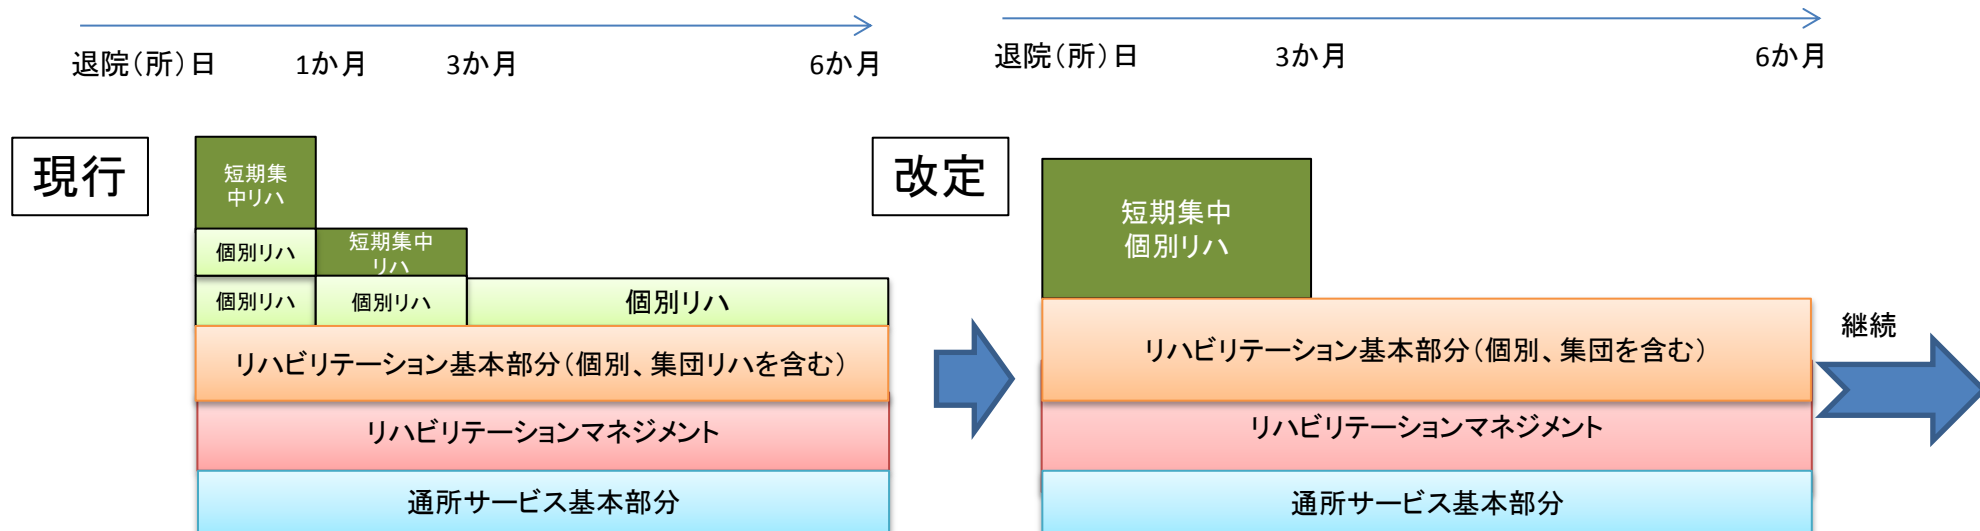 退院(所)日 1か月 3か月 6か月
現行
短期集
中リハ
個別リハ
短期集中
リハ
個別リハ
個別リハ
個別リハ
リハビリテーション基本部分(個別、集団リハを含む)
リハビリテーションマネジメント
通所サービス基本部分
退院(所)日 3か月 6か月
改定
短期集中
個別リハ
リハビリテーション基本部分(個別、集団を含む)
リハビリテーションマネジメント
通所サービス基本部分
継続